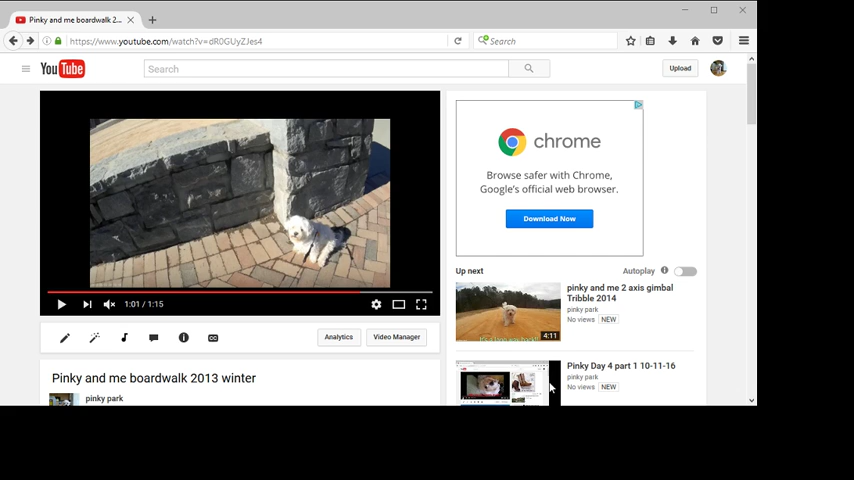 Pinky and me boardwalk 2...
https://www.youtube.com/watch?v=dR0GUyZJes4
Search
YouTube
Search
Upload
chrome
Browse safer with Chrome,
Google's official web browser.
Download Now
1:01 / 1:15
Up next
Autoplay
pinky and me 2 axis gimbal
Tribble 2014
pinky park
No views NEW
4:11
Analytics
Video Manager
Pinky Day 4 part 1 10-11-16
pinky park
No views NEW
Pinky and me boardwalk 2013 winter
pinky park